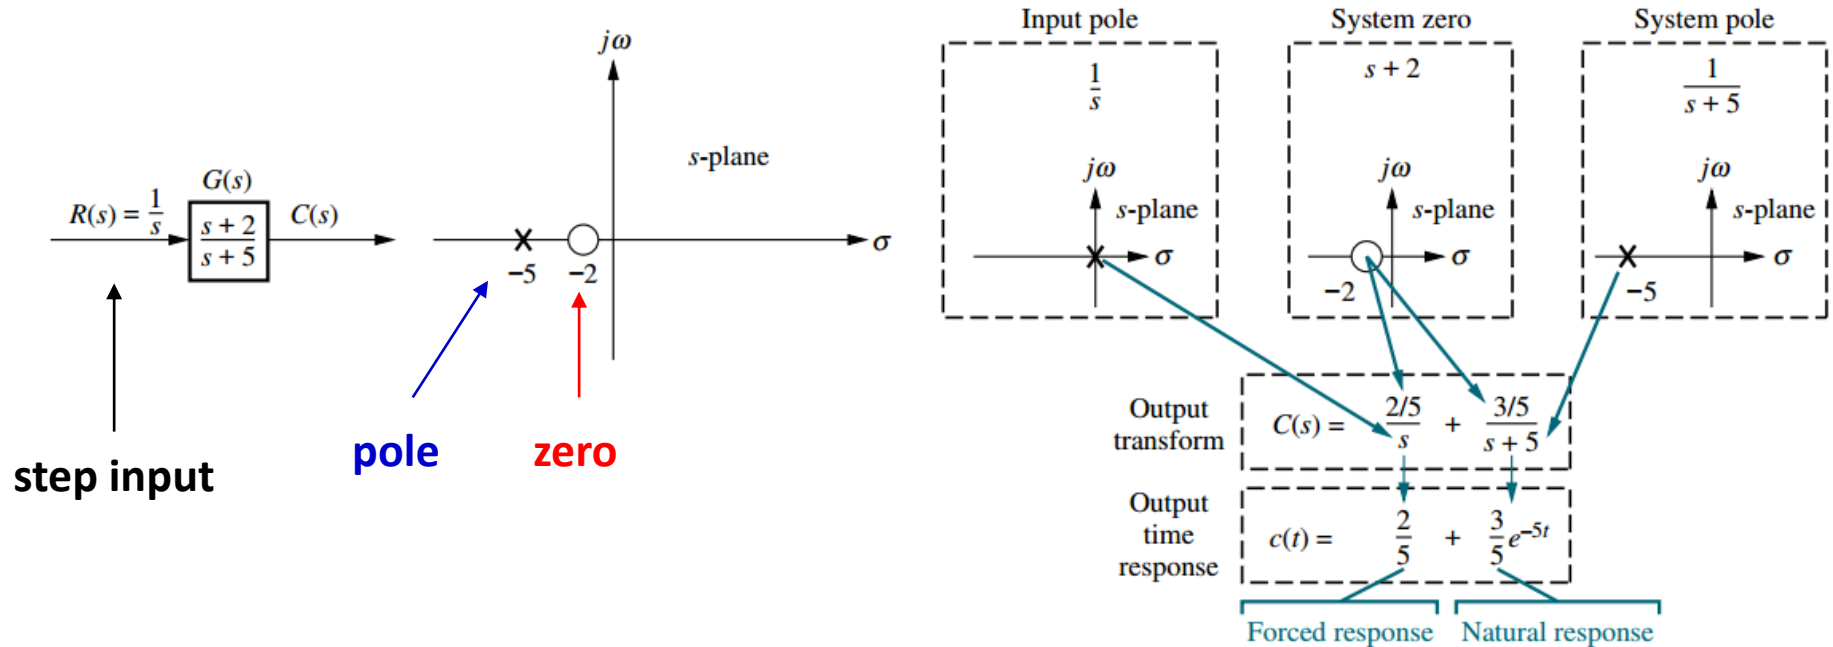 jω
s-plane
G(s)
R(s) = 1/s
s + 2
s + 5
C(s)
σ
−5
−2
step input
pole
zero
Input pole
1/s
jω
s-plane
σ
System zero
s + 2
jω
s-plane
σ
−2
System pole
1/(s + 5)
jω
s-plane
σ
−5
Output
transform
C(s) = (2/5)/s + (3/5)/(s + 5)
Output
time
response
c(t) = 2/5 + 3/5 e^−5t
Forced response
Natural response